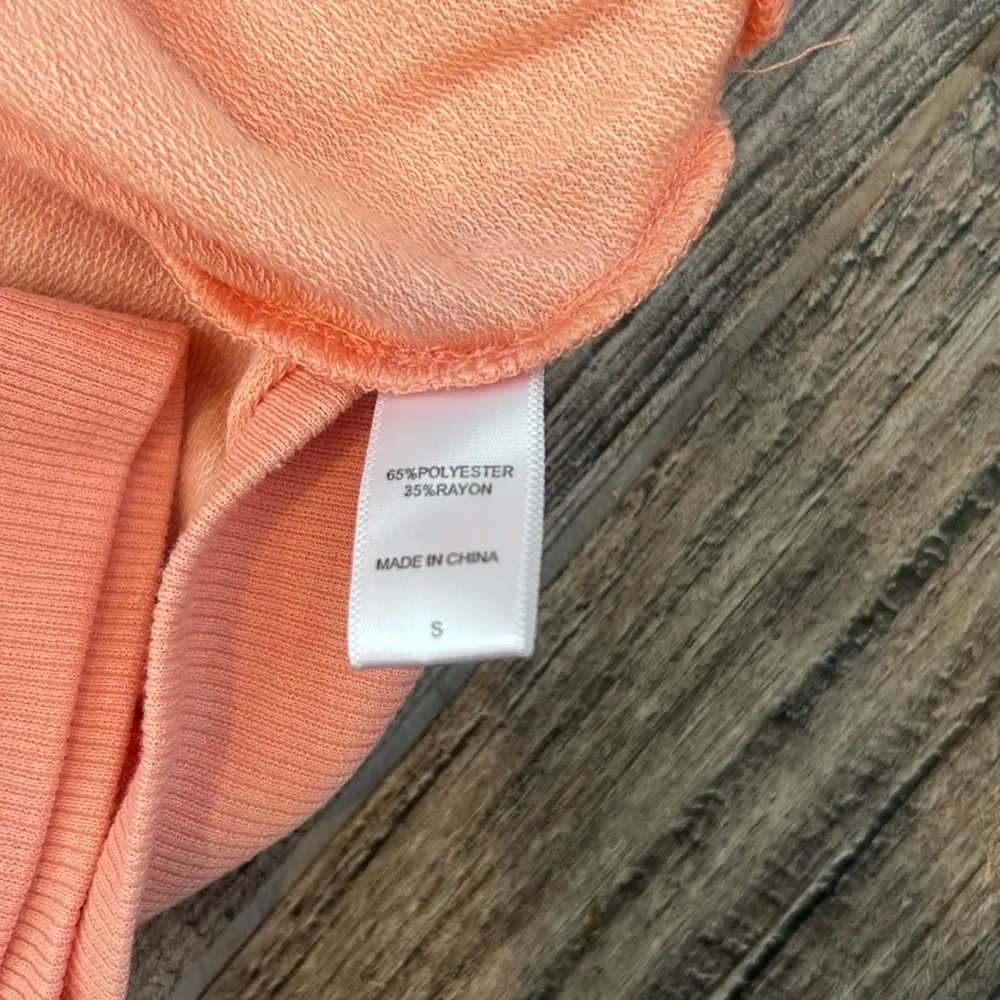 65%POLYESTER
35%RAYON
MADE IN CHINA
S